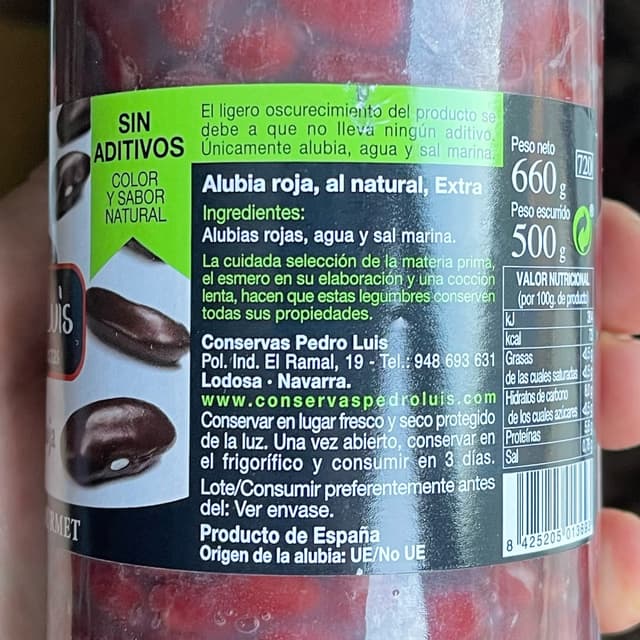 SIN
ADITIVOS
COLOR
Y SABOR
NATURAL
El ligero oscurecimiento del producto se
debe a que no lleva ningún aditivo.
Únicamente alubia, agua y sal marina.
Alubia roja, al natural, Extra
Ingredientes:
Alubias rojas, agua y sal marina.
La cuidada selección de la materia prima,
el esmero en su elaboración y una cocción
lenta, hacen que estas legumbres conserven
todas sus propiedades.
Conservas Pedro Luis
Pol. Ind. El Ramal, 19 - Tel.: 948 693 631
Lodosa · Navarra.
www.conservaspedroluis.com
Conservar en lugar fresco y seco protegido
de la luz. Una vez abierto, conservar en
el frigorífico y consumir en 3 días.
Lote/Consumir preferentemente antes
del: Ver envase.
Producto de España
Origen de la alubia: UE/No UE
Peso neto
660 g
720
Peso escurrido
500 g
VALOR NUTRICIONAL
(por 100g. de producto)
kJ
kcal
Grasas
de las cuales saturadas
Hidratos de carbono
de los cuales azúcares
Proteínas
Sal
8 425205 0136